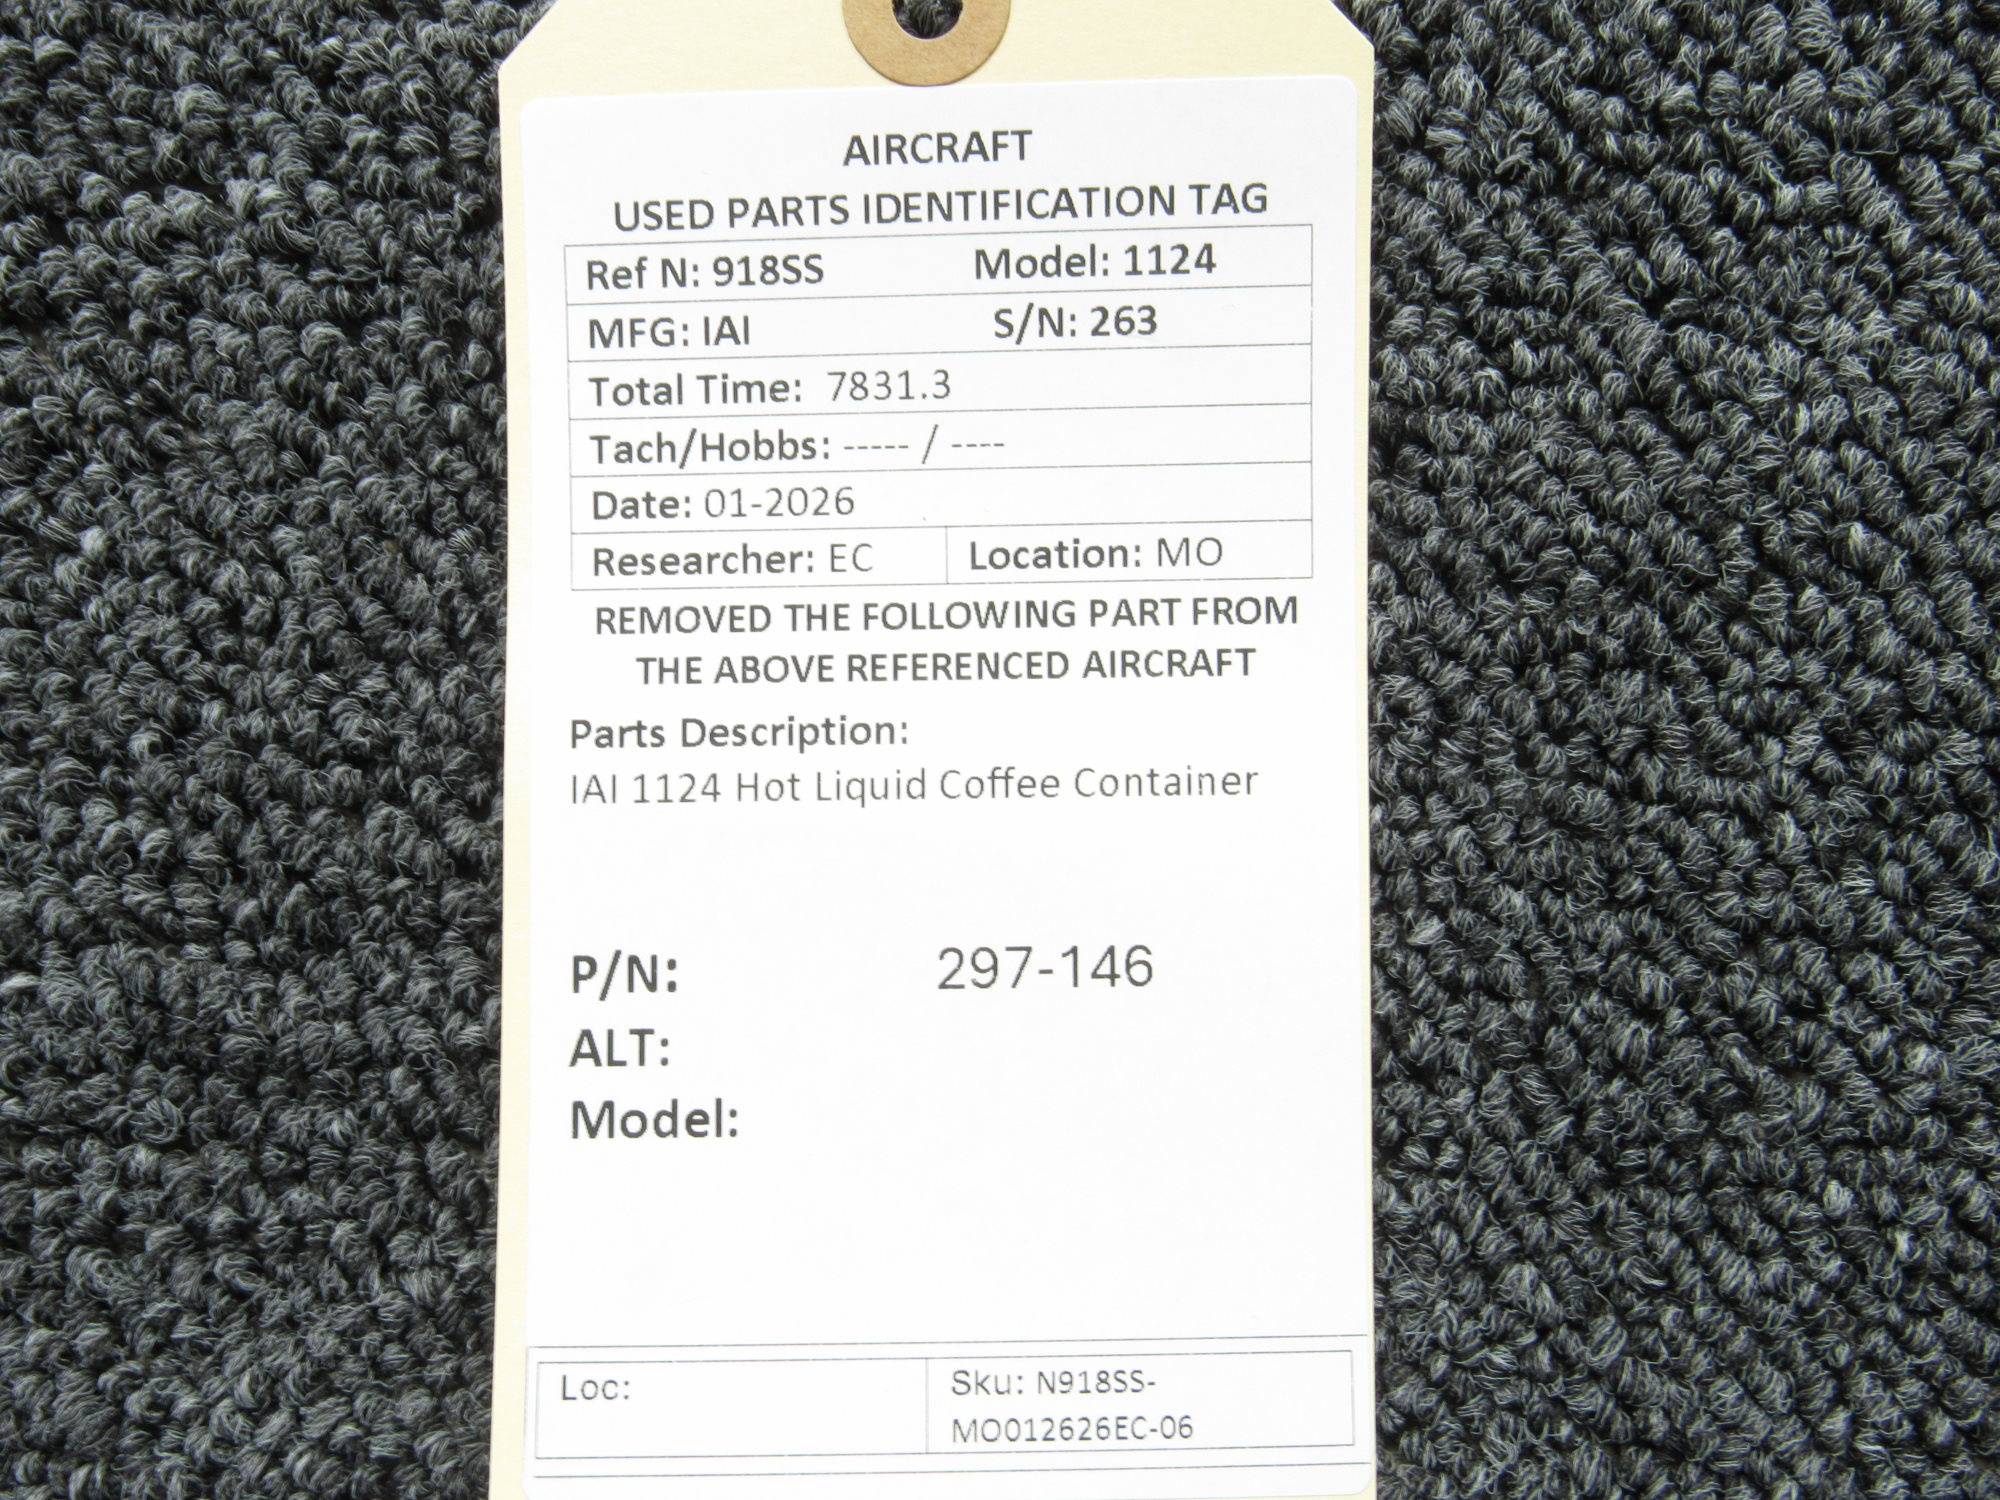 AIRCRAFT
USED PARTS IDENTIFICATION TAG
Ref N: 918SS Model: 1124
MFG: IAI S/N: 263
Total Time: 7831.3
Tach/Hobbs: ----- / ----
Date: 01-2026
Researcher: EC Location: MO
REMOVED THE FOLLOWING PART FROM
THE ABOVE REFERENCED AIRCRAFT
Parts Description:
IAI 1124 Hot Liquid Coffee Container
P/N: 297-146
ALT:
Model:
Loc:
Sku: N918SS-
MO012626EC-06